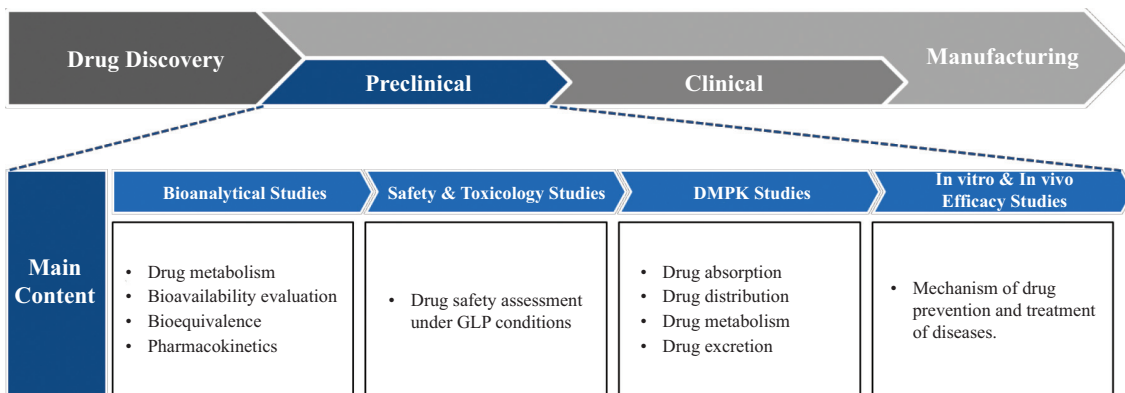 Drug Discovery
Manufacturing
Preclinical
Clinical
Main
Content
Bioanalytical Studies
• Drug metabolism
• Bioavailability evaluation
• Bioequivalence
• Pharmacokinetics
Safety & Toxicology Studies
• Drug safety assessment
under GLP conditions
DMPK Studies
• Drug absorption
• Drug distribution
• Drug metabolism
• Drug excretion
In vitro & In vivo
Efficacy Studies
• Mechanism of drug
prevention and treatment
of diseases.